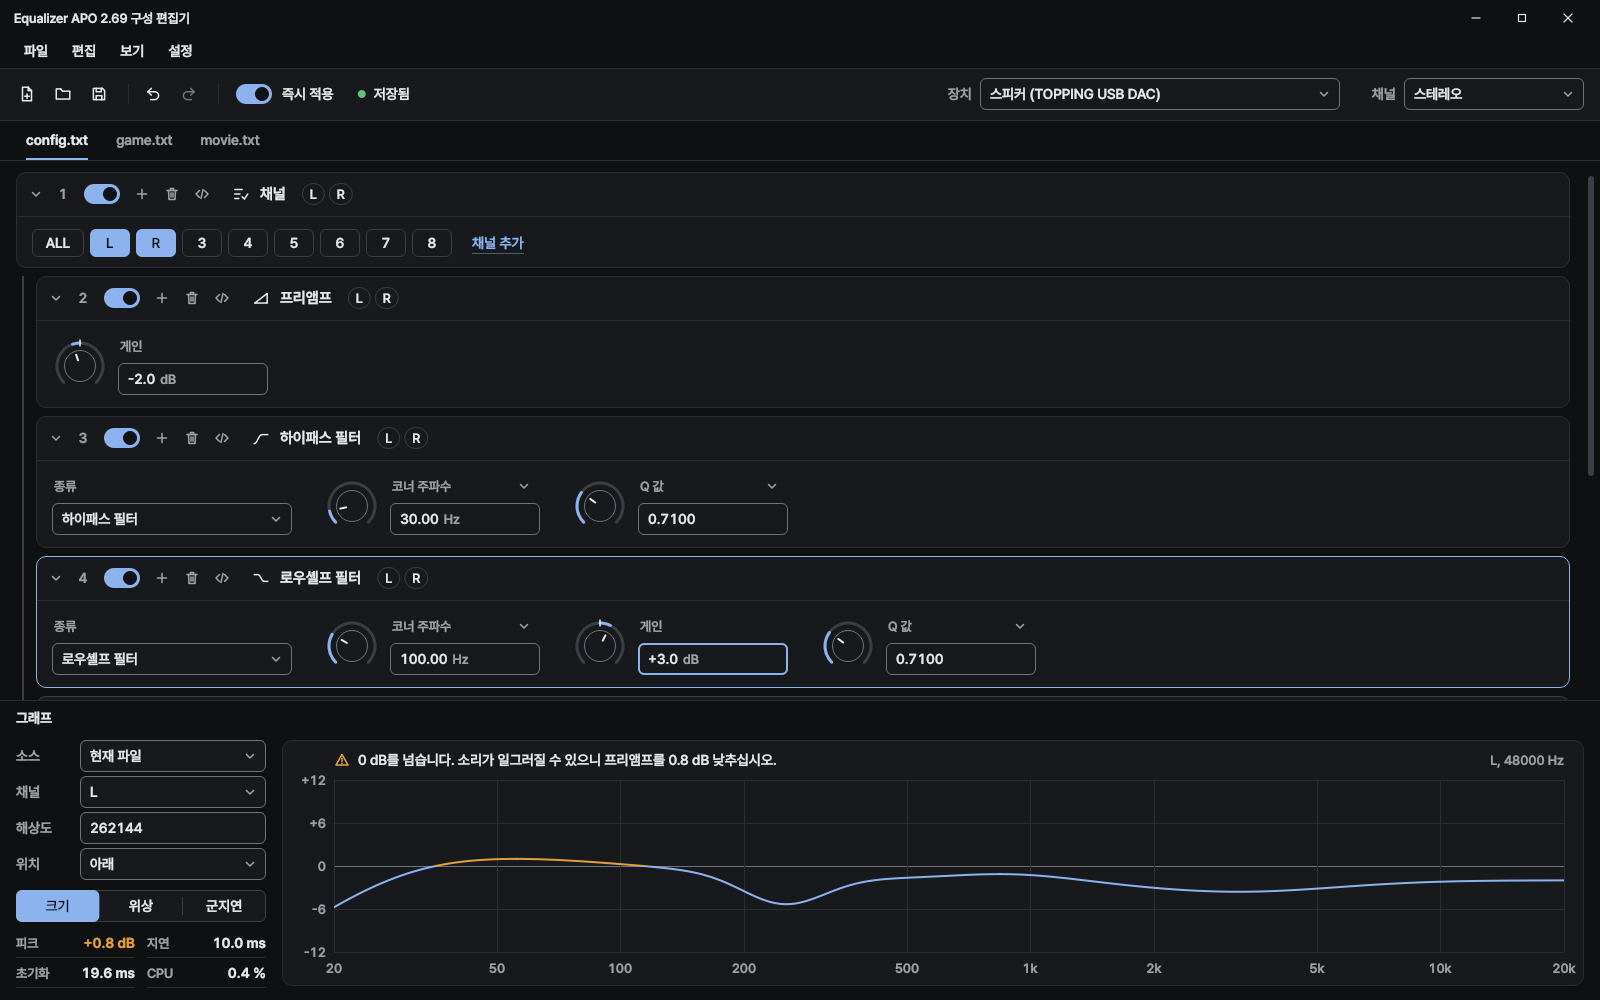 Equalizer APO 2.69 구성 편집기
파일 편집 보기 설정
즉시 적용 저장됨 장치 스피커 (TOPPING USB DAC) 채널 스테레오
config.txt game.txt movie.txt
1 채널 L R
ALL L R 3 4 5 6 7 8 채널 추가
2 프리앰프 L R
게인
-2.0 dB
3 하이패스 필터 L R
종류 코너 주파수 Q 값
하이패스 필터 30.00 Hz 0.7100
4 로우셸프 필터 L R
종류 코너 주파수 게인 Q 값
로우셸프 필터 100.00 Hz +3.0 dB 0.7100
그래프
소스 현재 파일
채널 L
해상도 262144
위치 아래
크기 위상 군지연
피크 +0.8 dB 지연 10.0 ms
초기화 19.6 ms CPU 0.4 %
0 dB를 넘습니다. 소리가 일그러질 수 있으니 프리앰프를 0.8 dB 낮추십시오. L, 48000 Hz
+12
+6
0
-6
-12
20 50 100 200 500 1k 2k 5k 10k 20k